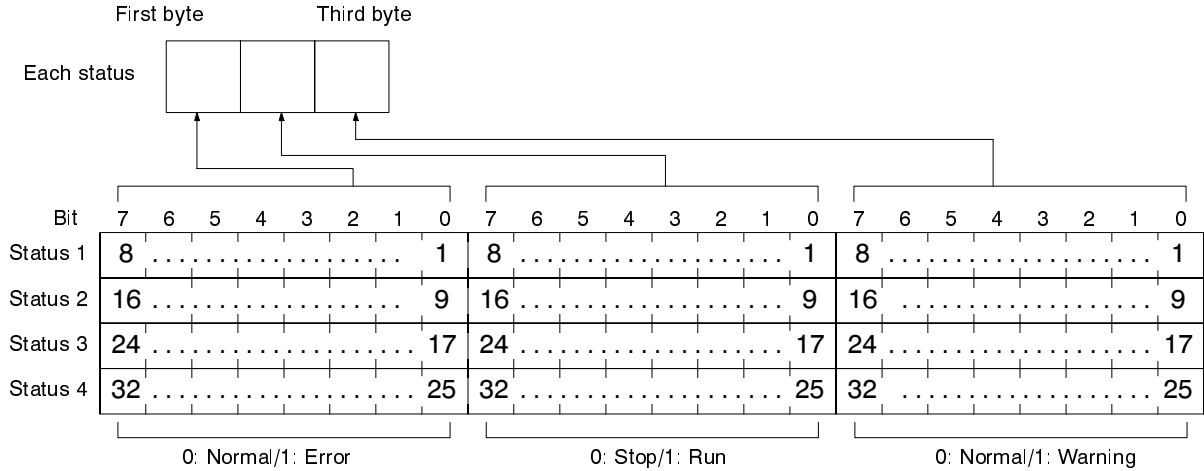 First byte Third byte
Each status
Bit 7 6 5 4 3 2 1 0 7 6 5 4 3 2 1 0 7 6 5 4 3 2 1 0
Status 1 8 .................. 1 8 .................... 1 8 .................... 1
Status 2 16 .................. 9 16 .................... 9 16 ................... 9
Status 3 24 ................... 17 24 ................... 17 24 ................... 17
Status 4 32 ................... 25 32 ................... 25 32 ................... 25
0: Normal/1: Error 0: Stop/1: Run 0: Normal/1: Warning